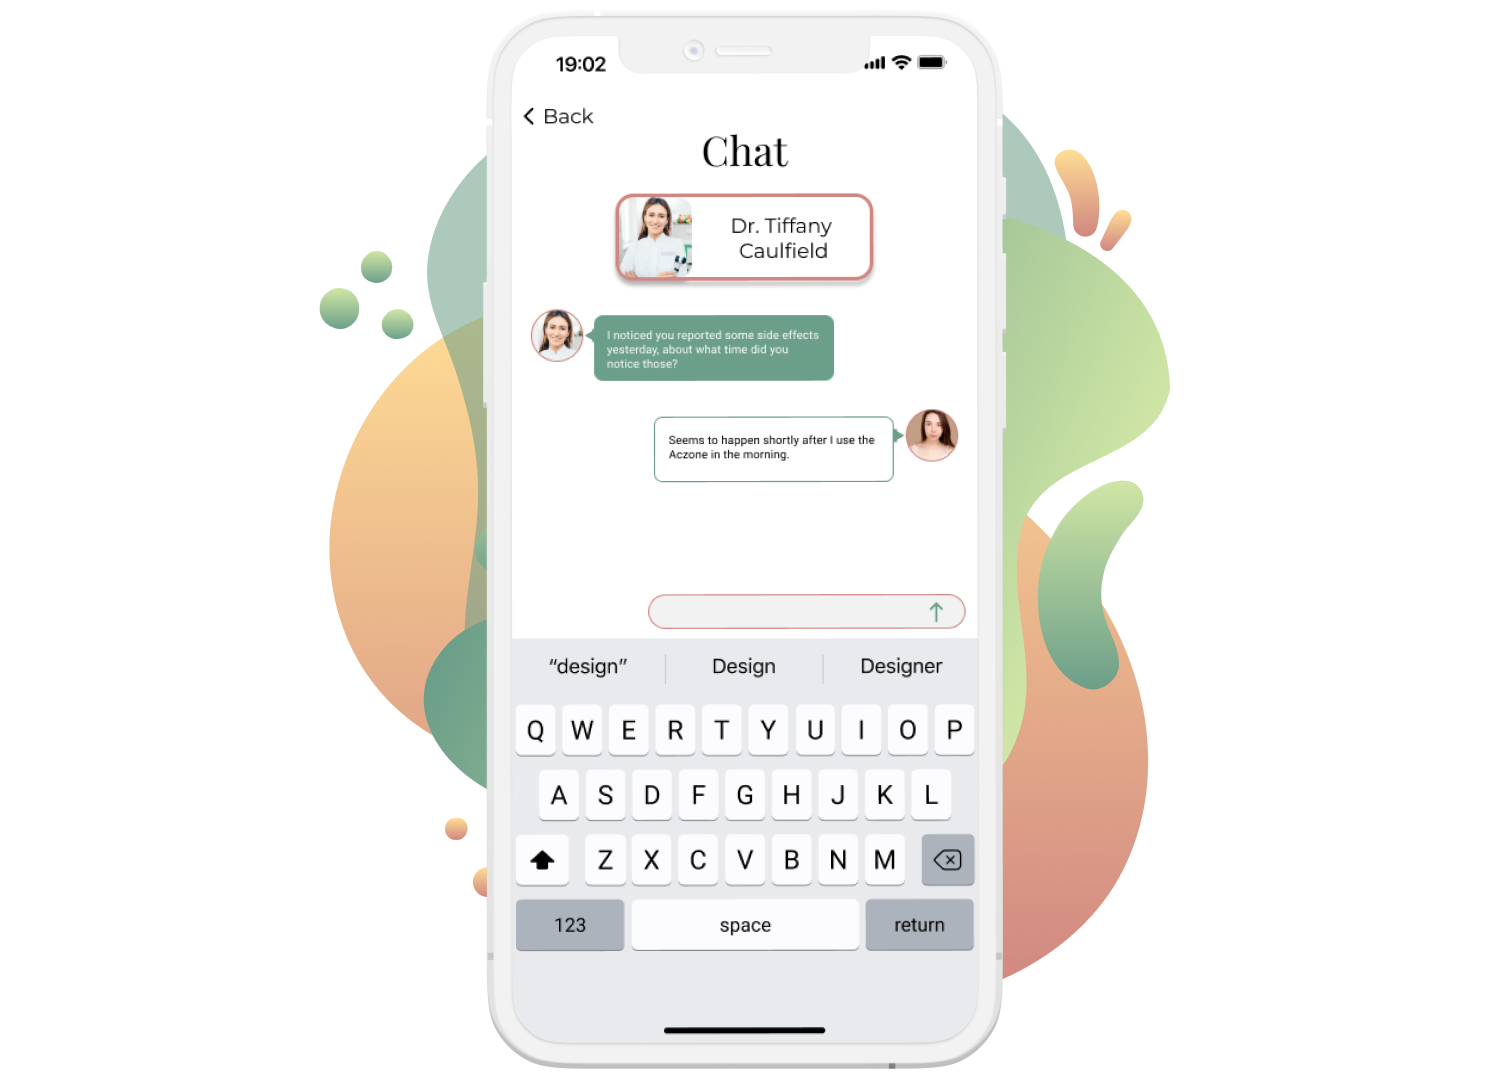 19:02
Back
Chat
Dr. Tiffany
Caulfield
I noticed you reported some side effects
yesterday, about what time did you
notice those?
Seems to happen shortly after I use the
Aczone in the morning.
“design” Design Designer
Q W E R T Y U I O P
A S D F G H J K L
Z X C V B N M
123 space return